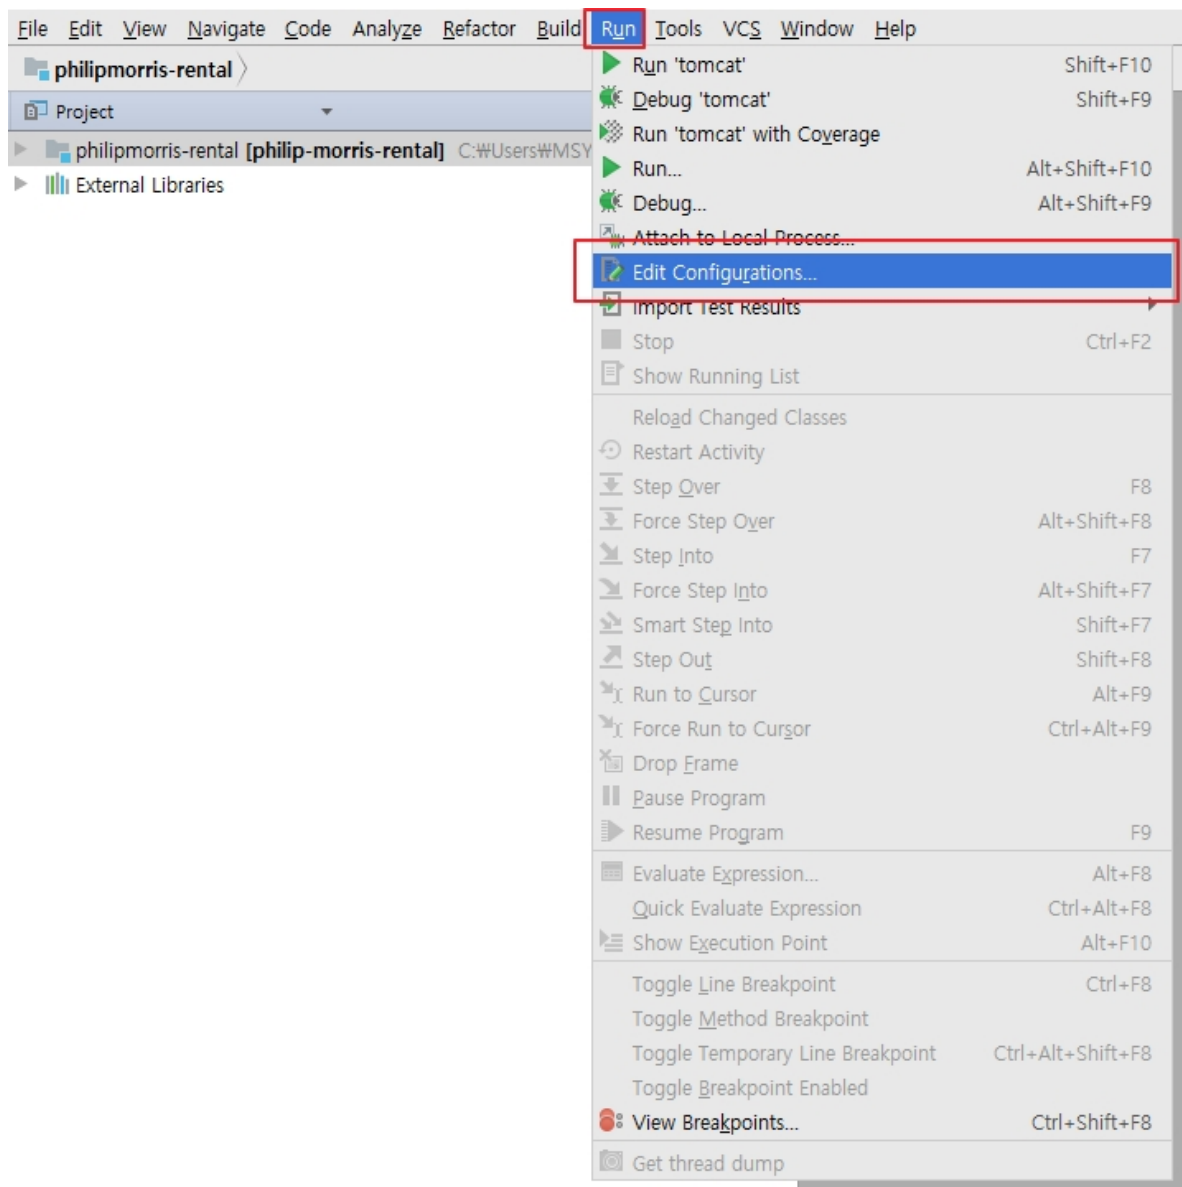 File Edit View Navigate Code Analyze Refactor Build Run Tools VCS Window Help
philipmorris-rental
Project
philipmorris-rental [philip-morris-rental] C:₩Users₩MSY
External Libraries
Run 'tomcat' Shift+F10
Debug 'tomcat' Shift+F9
Run 'tomcat' with Coverage
Run... Alt+Shift+F10
Debug... Alt+Shift+F9
Attach to Local Process...
Edit Configurations...
Import Test Results
Stop Ctrl+F2
Show Running List
Reload Changed Classes
Restart Activity
Step Over F8
Force Step Over Alt+Shift+F8
Step Into F7
Force Step Into Alt+Shift+F7
Smart Step Into Shift+F7
Step Out Shift+F8
Run to Cursor Alt+F9
Force Run to Cursor Ctrl+Alt+F9
Drop Frame
Pause Program
Resume Program F9
Evaluate Expression... Alt+F8
Quick Evaluate Expression Ctrl+Alt+F8
Show Execution Point Alt+F10
Toggle Line Breakpoint Ctrl+F8
Toggle Method Breakpoint
Toggle Temporary Line Breakpoint Ctrl+Alt+Shift+F8
Toggle Breakpoint Enabled
View Breakpoints... Ctrl+Shift+F8
Get thread dump